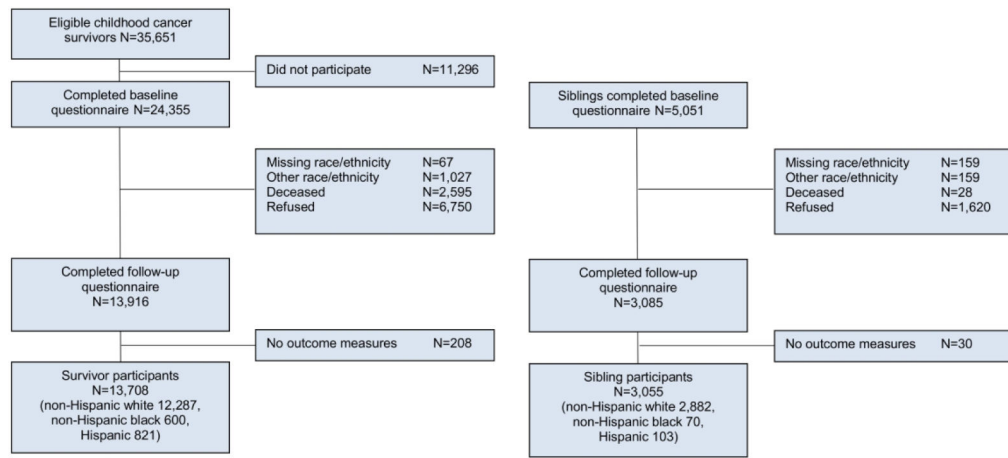 Eligible childhood cancer
survivors N=35,651
Did not participate N=11,296
Completed baseline
questionnaire N=24,355
Missing race/ethnicity N=67
Other race/ethnicity N=1,027
Deceased N=2,595
Refused N=6,750
Completed follow-up
questionnaire
N=13,916
No outcome measures N=208
Survivor participants
N=13,708
(non-Hispanic white 12,287,
non-Hispanic black 600,
Hispanic 821)
Siblings completed baseline
questionnaire N=5,051
Missing race/ethnicity N=159
Other race/ethnicity N=159
Deceased N=28
Refused N=1,620
Completed follow-up
questionnaire
N=3,085
No outcome measures N=30
Sibling participants
N=3,055
(non-Hispanic white 2,882,
non-Hispanic black 70,
Hispanic 103)